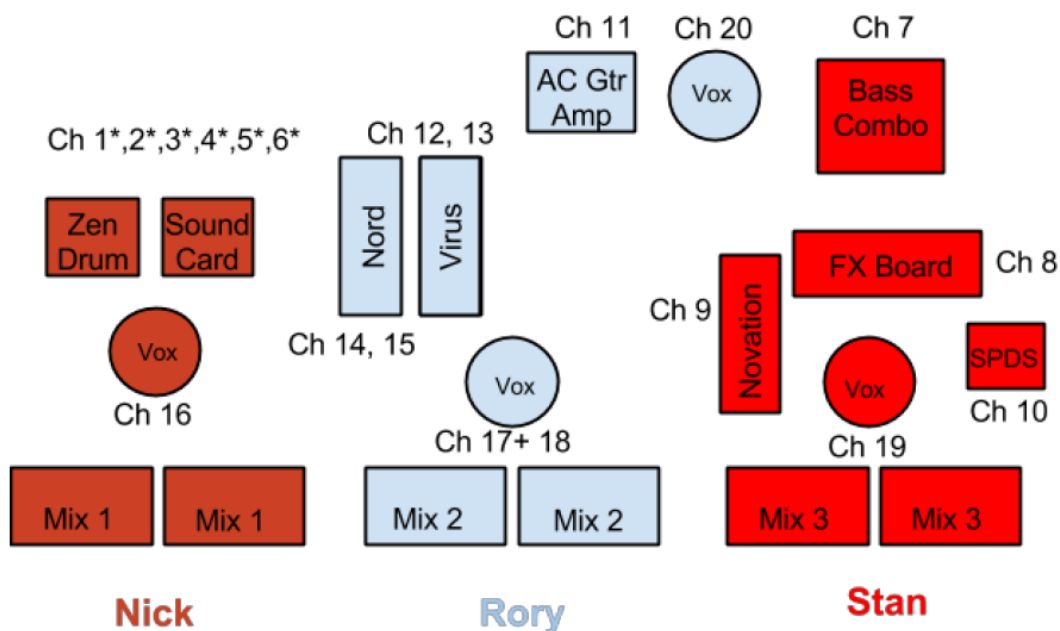 Ch 11
Ch 20
Ch 7
AC Gtr
Amp
Vox
Bass
Combo
Ch 1*,2*,3*,4*,5*,6*
Ch 12, 13
Zen
Drum
Sound
Card
Nord
Virus
FX Board
Ch 8
Ch 9
Novation
Ch 14, 15
Vox
Vox
Vox
SPDS
Ch 16
Ch 17+ 18
Ch 19
Ch 10
Mix 1
Mix 1
Mix 2
Mix 2
Mix 3
Mix 3
Nick
Rory
Stan